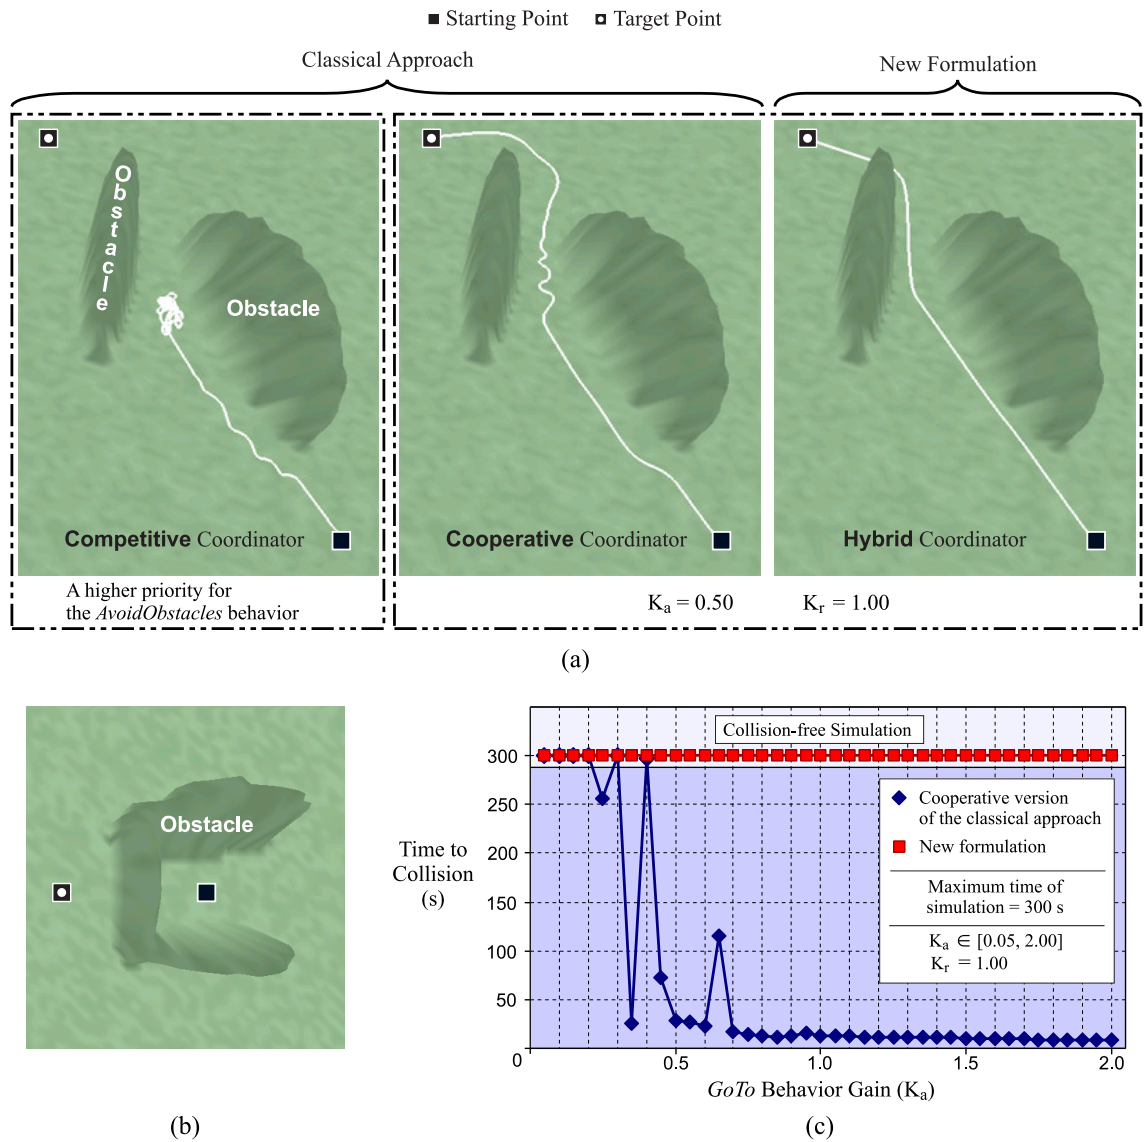 Starting Point Target Point
Classical Approach
New Formulation
Obstacle
Obstacle
Competitive Coordinator
Cooperative Coordinator
Hybrid Coordinator
A higher priority for
the AvoidObstacles behavior
Ka = 0.50
Kr = 1.00
(a)
Obstacle
(b)
Collision-free Simulation
300
250
200
150
100
50
0
0.5
1.0
1.5
2.0
Time to
Collision
(s)
Cooperative version
of the classical approach
New formulation
Maximum time of
simulation = 300 s
Ka ∈ [0.05, 2.00]
Kr = 1.00
GoTo Behavior Gain (Ka)
(c)